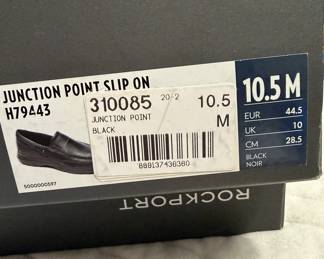 JUNCTION POINT SLIP ON
H79443
310085 20-2 10.5
JUNCTION POINT M
BLACK
10.5 M
EUR 44.5
UK 10
CM 28.5
BLACK
NOIR
5000000597
ROCKPORT